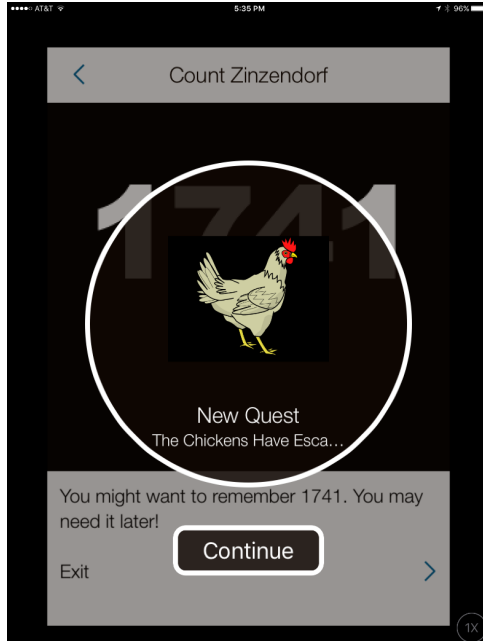 AT&T 5:35 PM 96%
Count Zinzendorf
1741
New Quest
The Chickens Have Esca...
You might want to remember 1741. You may
need it later!
Continue
Exit
1X